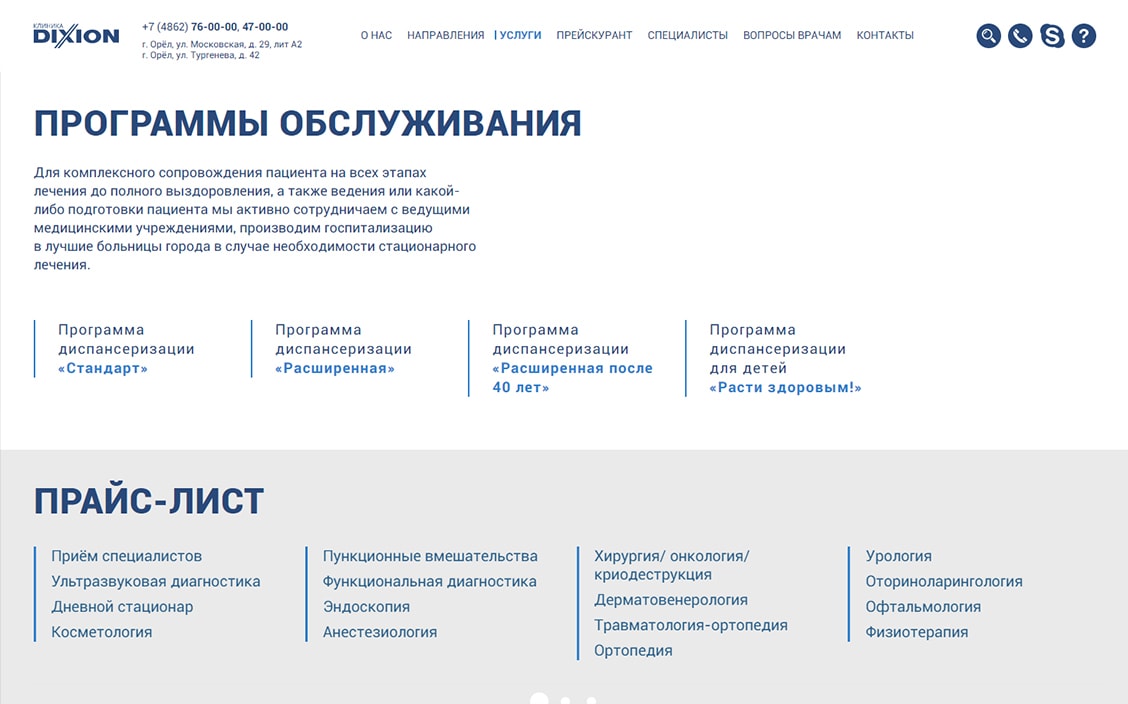 КЛИНИКА
DIXION
+7 (4862) 76-00-00, 47-00-00
г. Орёл, ул. Московская, д. 29, лит А2
г. Орёл, ул. Тургенева, д. 42
О НАС НАПРАВЛЕНИЯ УСЛУГИ ПРЕЙСКУРАНТ СПЕЦИАЛИСТЫ ВОПРОСЫ ВРАЧАМ КОНТАКТЫ
S ?
ПРОГРАММЫ ОБСЛУЖИВАНИЯ
Для комплексного сопровождения пациента на всех этапах
лечения до полного выздоровления, а также ведения или какой-
либо подготовки пациента мы активно сотрудничаем с ведущими
медицинскими учреждениями, производим госпитализацию
в лучшие больницы города в случае необходимости стационарного
лечения.
Программа
диспансеризации
«Стандарт»
Программа
диспансеризации
«Расширенная»
Программа
диспансеризации
«Расширенная после
40 лет»
Программа
диспансеризации
для детей
«Расти здоровым!»
ПРАЙС-ЛИСТ
Приём специалистов
Ультразвуковая диагностика
Дневной стационар
Косметология
Пункционные вмешательства
Функциональная диагностика
Эндоскопия
Анестезиология
Хирургия/ онкология/
криодеструкция
Дерматовенерология
Травматология-ортопедия
Ортопедия
Урология
Оториноларингология
Офтальмология
Физиотерапия